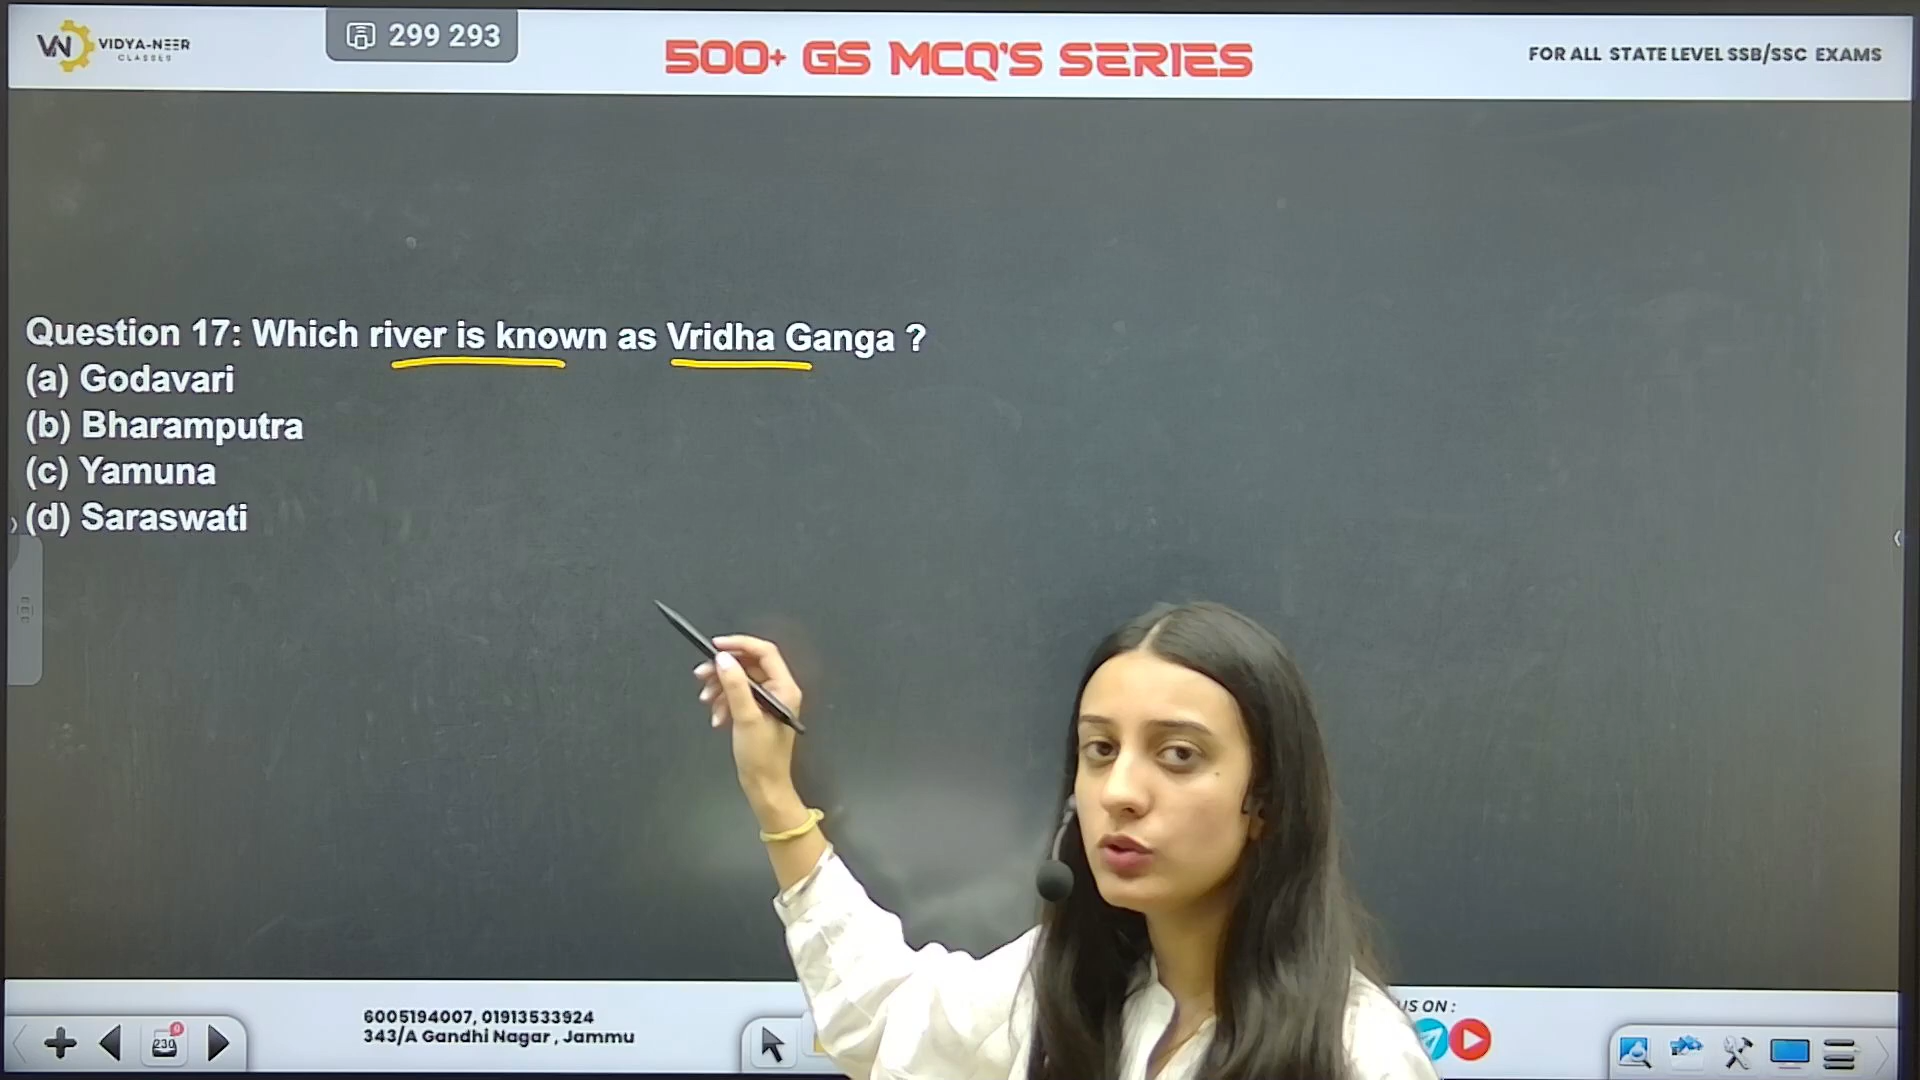 VN VIDYA-NEER
CLASSES
299 293
500+ GS MCQ'S SERIES
FOR ALL STATE LEVEL SSB/SSC EXAMS
Question 17: Which river is known as Vridha Ganga ?
(a) Godavari
(b) Bharamputra
(c) Yamuna
(d) Saraswati
6005194007, 01913533924
343/A Gandhi Nagar, Jammu
US ON :
0
230